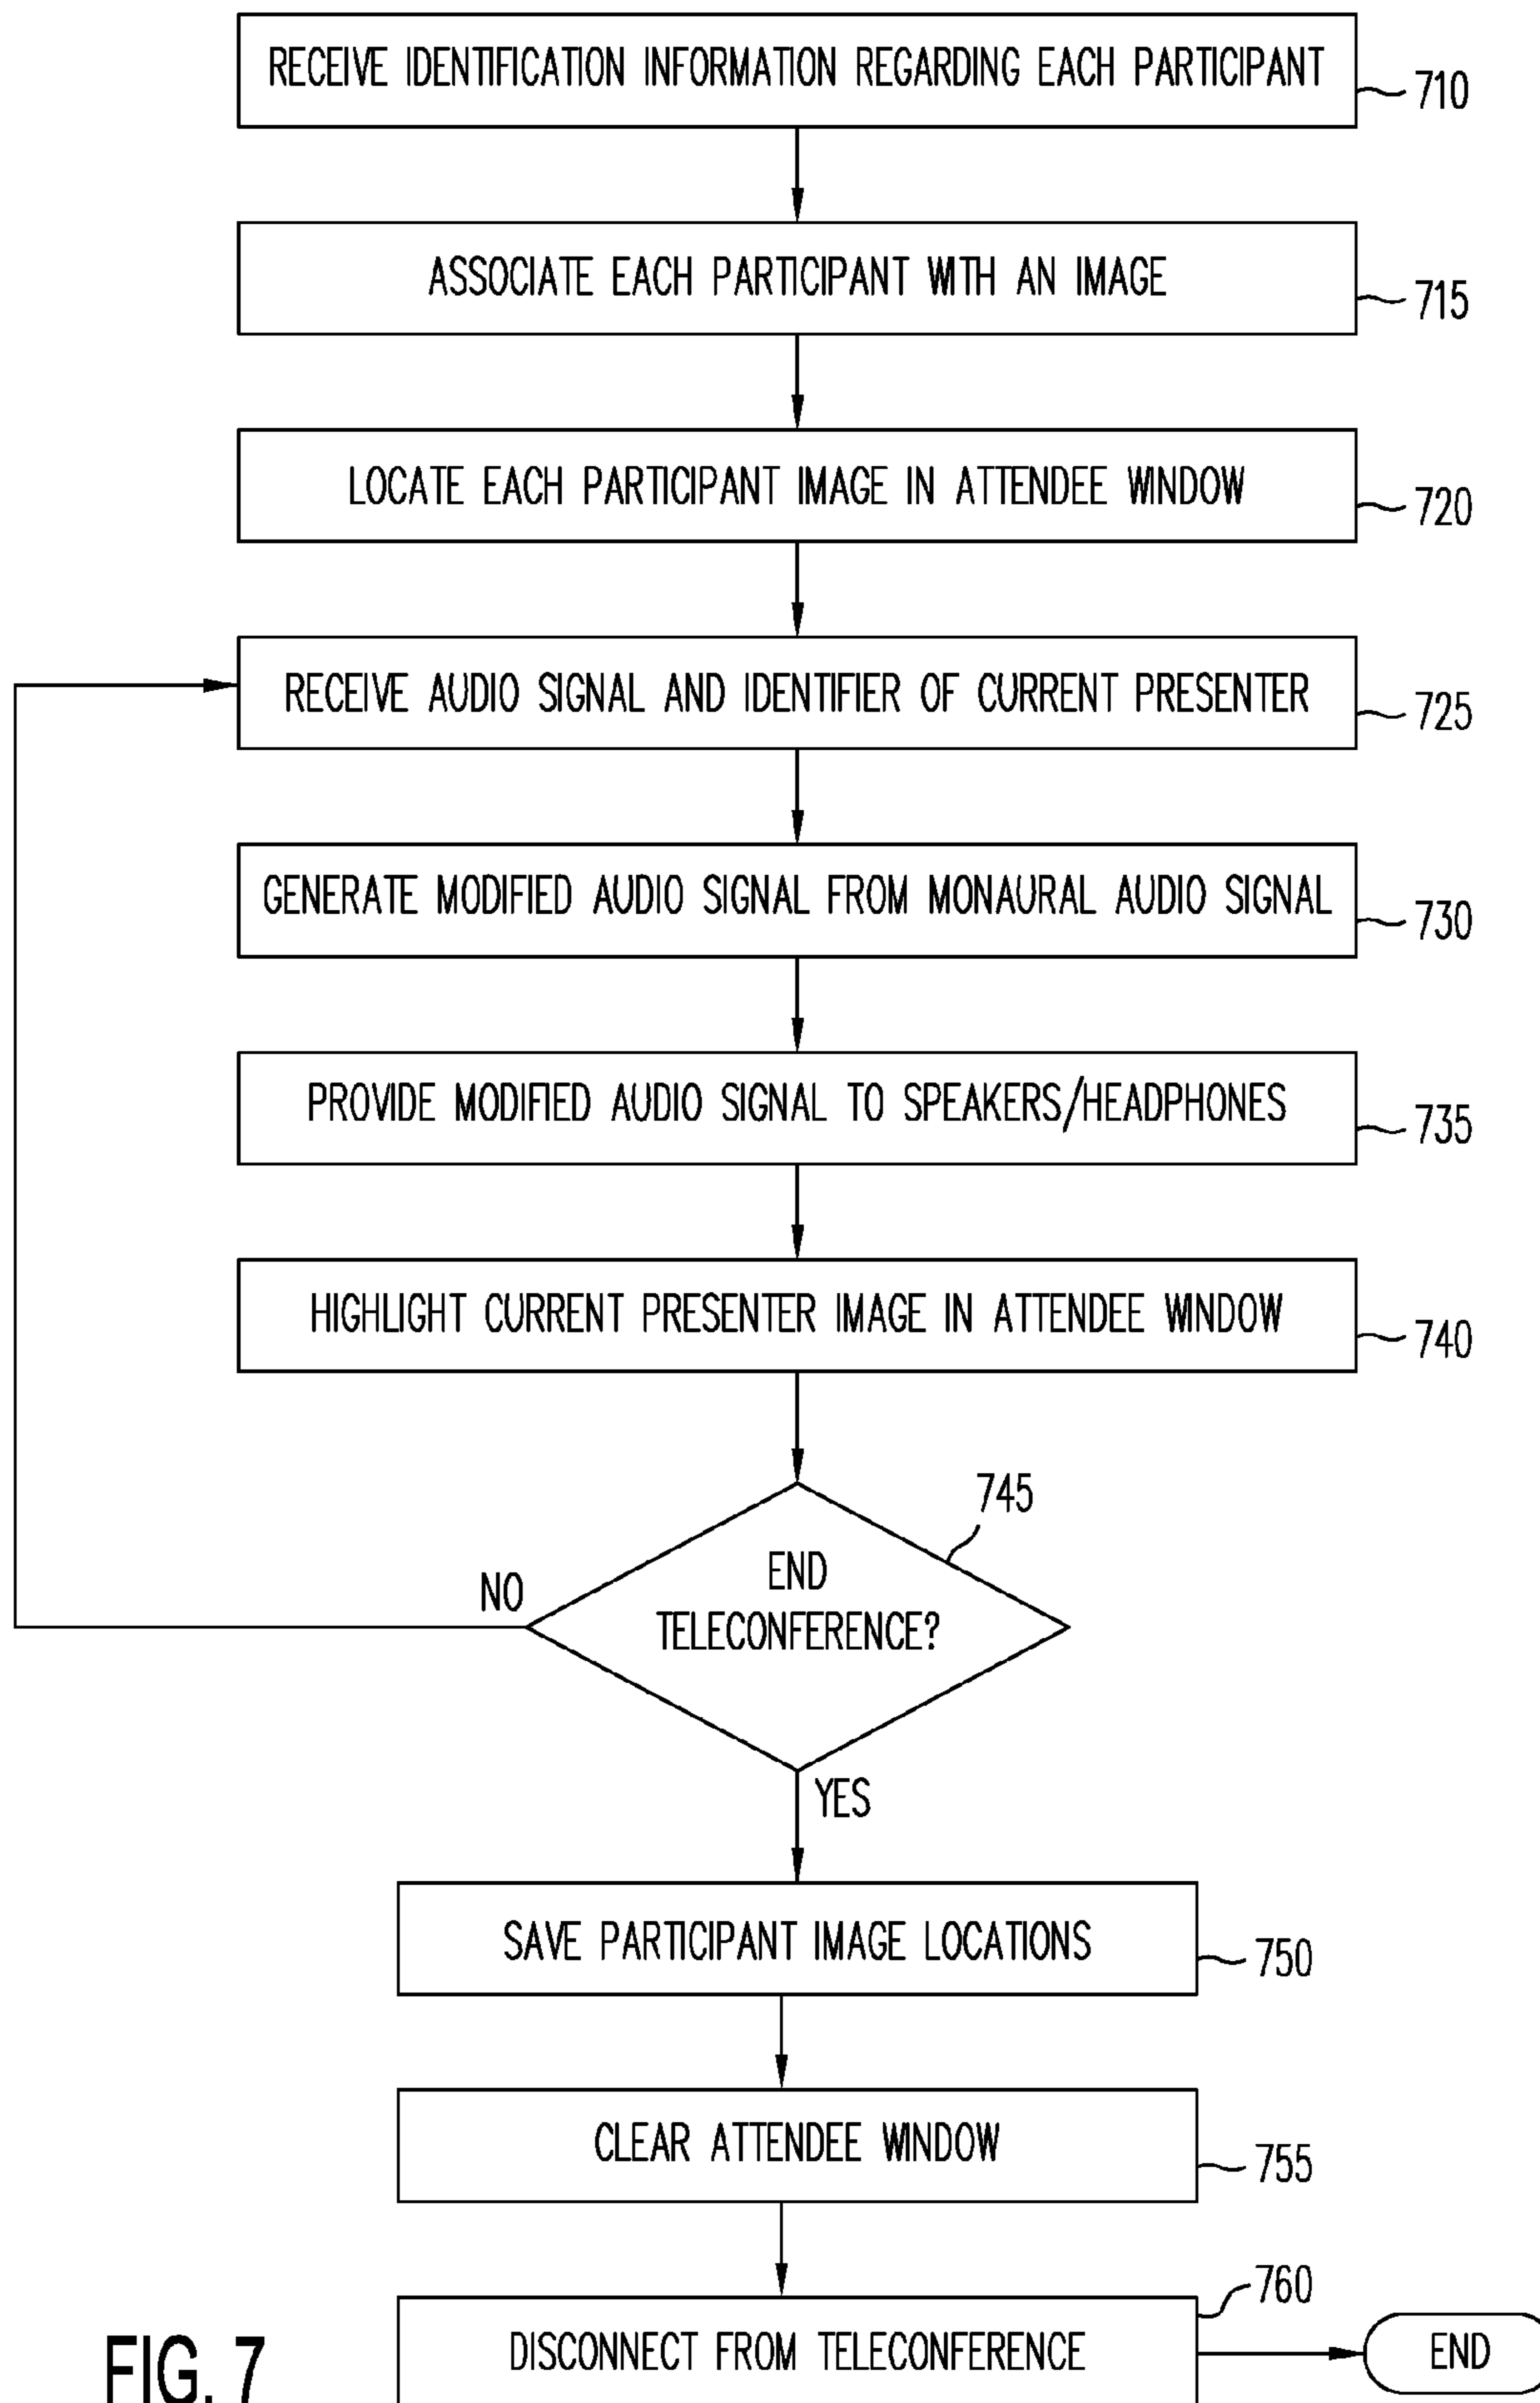 RECEIVE IDENTIFICATION INFORMATION REGARDING EACH PARTICIPANT
710
ASSOCIATE EACH PARTICIPANT WITH AN IMAGE
715
LOCATE EACH PARTICIPANT IMAGE IN ATTENDEE WINDOW
720
RECEIVE AUDIO SIGNAL AND IDENTIFIER OF CURRENT PRESENTER
725
GENERATE MODIFIED AUDIO SIGNAL FROM MONAURAL AUDIO SIGNAL
730
PROVIDE MODIFIED AUDIO SIGNAL TO SPEAKERS/HEADPHONES
735
HIGHLIGHT CURRENT PRESENTER IMAGE IN ATTENDEE WINDOW
740
745
END
TELECONFERENCE?
NO
YES
SAVE PARTICIPANT IMAGE LOCATIONS
750
CLEAR ATTENDEE WINDOW
755
760
DISCONNECT FROM TELECONFERENCE
END
FIG. 7